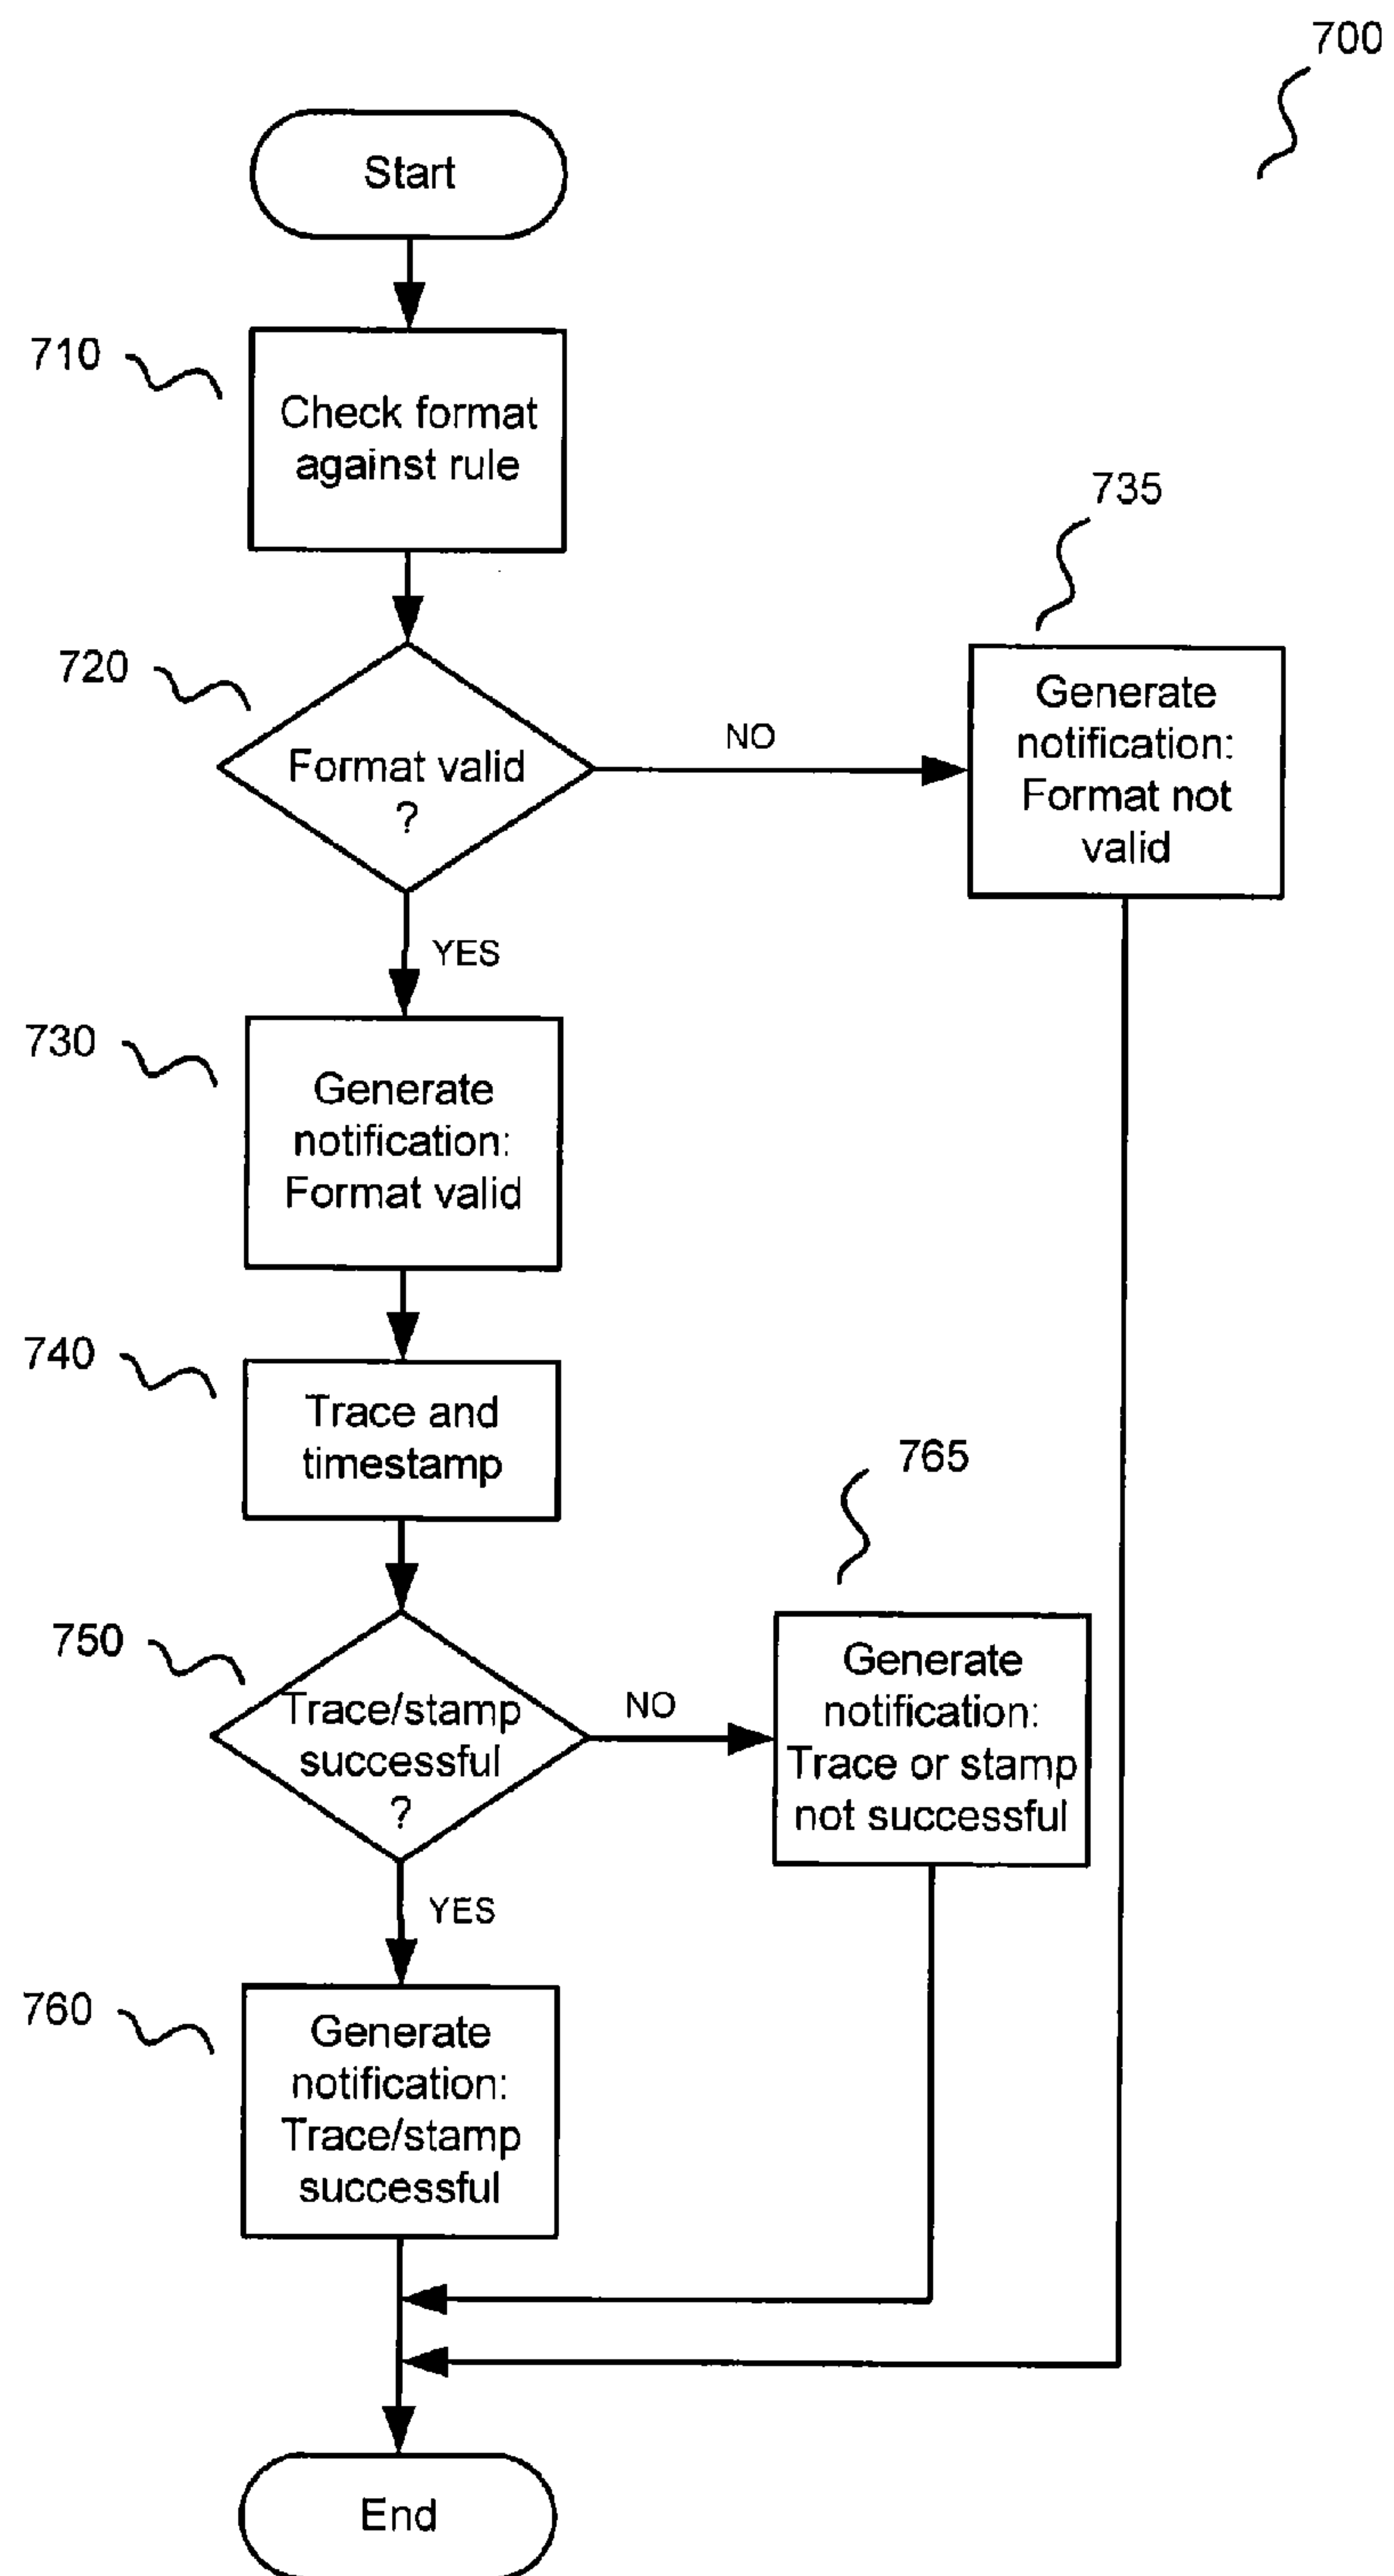 700
Start
710
Check format
against rule
735
720
Format valid
?
NO
Generate
notification:
Format not
valid
YES
730
Generate
notification:
Format valid
740
Trace and
timestamp
765
750
Trace/stamp
successful
?
NO
Generate
notification:
Trace or stamp
not successful
YES
760
Generate
notification:
Trace/stamp
successful
End